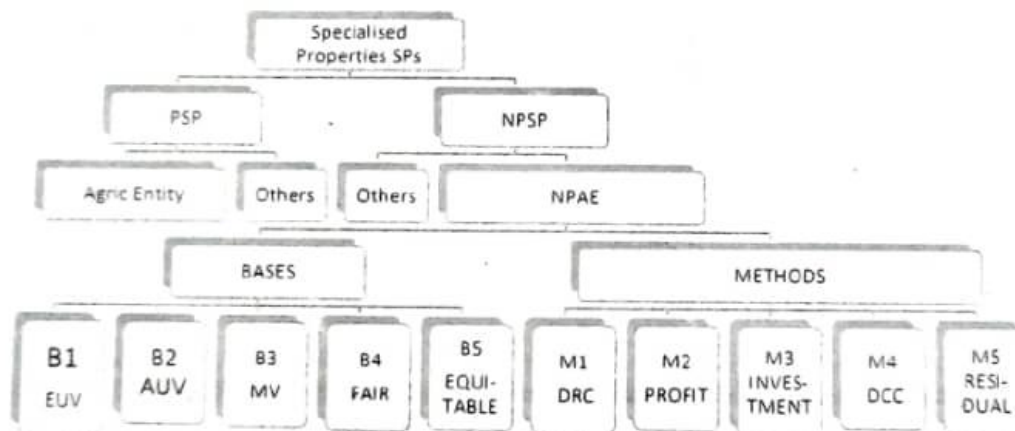 Specialised
Properties SPs
PSP
NPSP
Agric Entity
Others
Others
NPAE
BASES
METHODS
B1
EUV
B2
AUV
B3
MV
B4
FAIR
B5
EQUI-
TABLE
M1
DRC
M2
PROFIT
M3
INVES-
TMENT
M4
DCC
M5
RESI-
DUAL